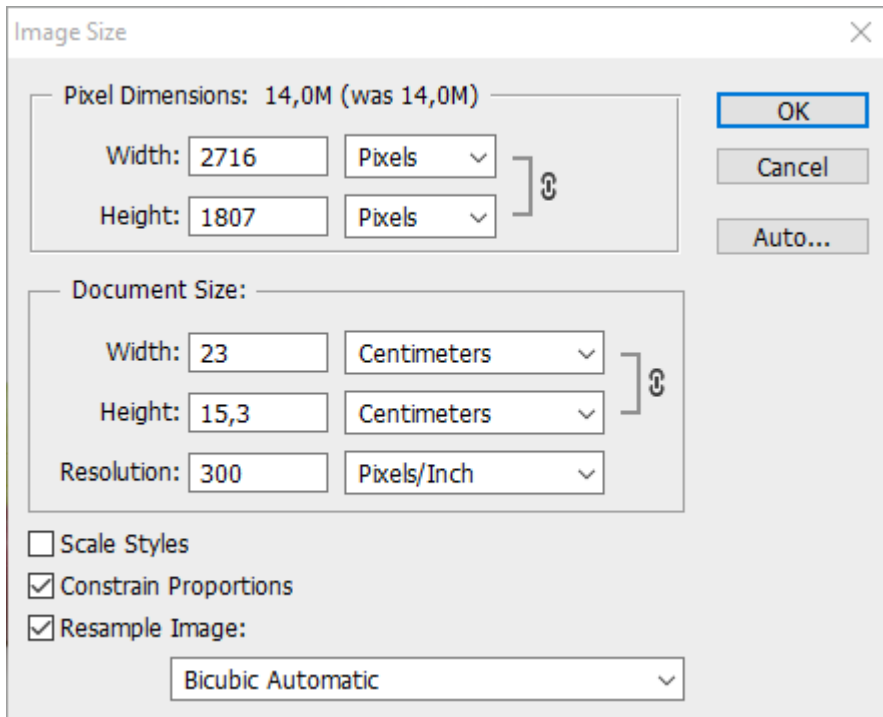 Image Size
Pixel Dimensions: 14,0M (was 14,0M)
OK
Width: 2716 Pixels
Cancel
Height: 1807 Pixels
Auto...
Document Size:
Width: 23 Centimeters
Height: 15,3 Centimeters
Resolution: 300 Pixels/Inch
Scale Styles
Constrain Proportions
Resample Image:
Bicubic Automatic